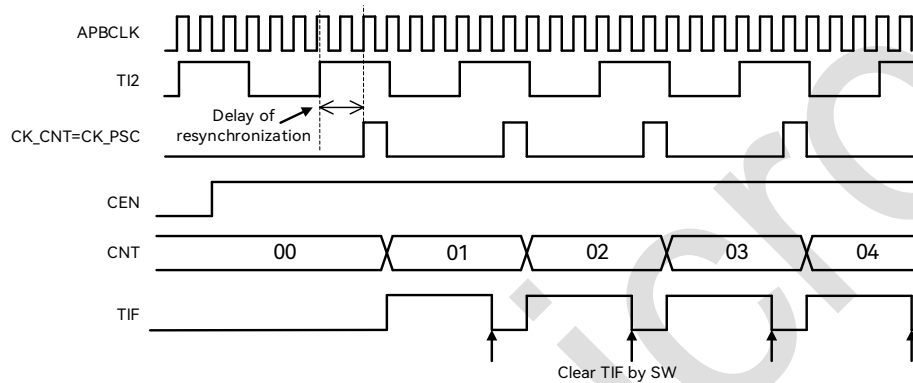 APBCLK
TI2
Delay of
resynchronization
CK_CNT=CK_PSC
CEN
CNT
00
01
02
03
04
TIF
Clear TIF by SW